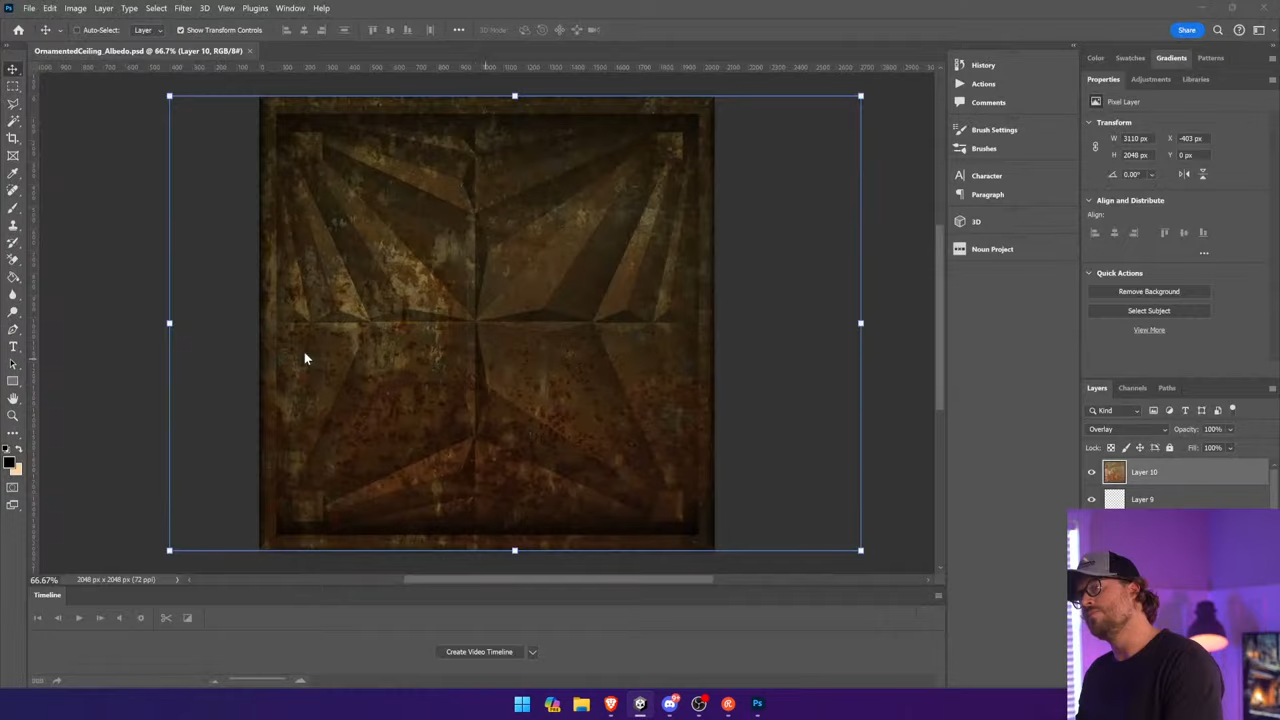 File Edit Image Layer Type Select Filter 3D View Plugins Window Help
Auto-Select: Layer Show Transform Controls 3D Mode: Share
OrnamentedCeiling_Albedo.psd @ 66.7% (Layer 10, RGB/8#)
History
Actions
Comments
Brush Settings
Brushes
Character
Paragraph
3D
Noun Project
Color Swatches Gradients Patterns
Properties Adjustments Libraries
Pixel Layer
Transform
W 3110 px X -403 px
H 2048 px Y 0 px
0.00°
Align and Distribute
Align:
Quick Actions
Remove Background
Select Subject
View More
Layers Channels Paths
Kind
Overlay Opacity: 100%
Lock: Fill: 100%
Layer 10
Layer 9
66.67% 2048 px x 2048 px (72 ppi)
Timeline
Create Video Timeline